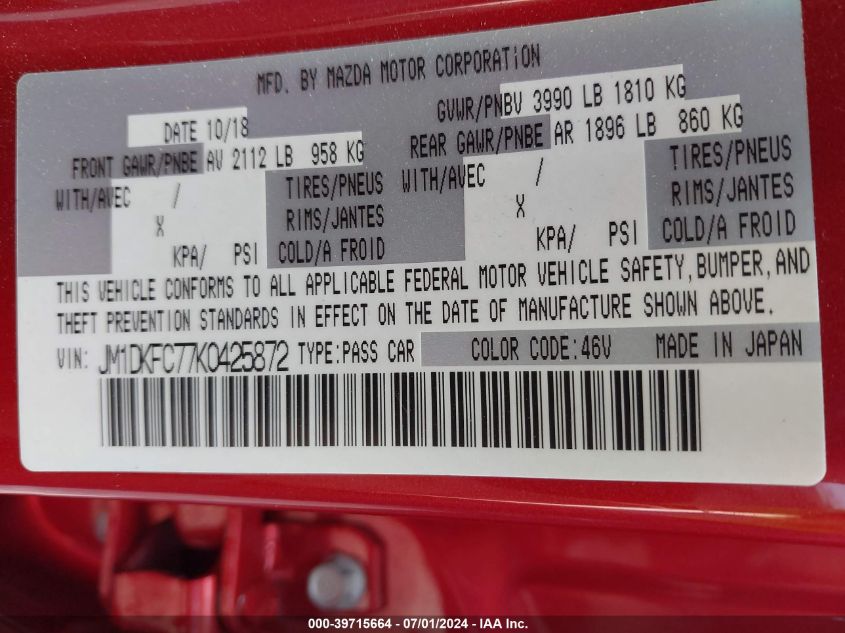 MFD. BY MAZDA MOTOR CORPORATION
DATE 10/18 GVWR/PNBV 3990 LB 1810 KG
FRONT GAWR/PNBE AV 2112 LB 958 KG REAR GAWR/PNBE AR 1896 LB 860 KG
WITH/AVEC / TIRES/PNEUS WITH/AVEC / TIRES/PNEUS
X RIMS/JANTES X RIMS/JANTES
KPA/ PSI COLD/A FROID KPA/ PSI COLD/A FROID
THIS VEHICLE CONFORMS TO ALL APPLICABLE FEDERAL MOTOR VEHICLE SAFETY, BUMPER, AND
THEFT PREVENTION STANDARDS IN EFFECT ON THE DATE OF MANUFACTURE SHOWN ABOVE.
VIN: JM1DKFC77K0425872 TYPE:PASS CAR COLOR CODE:46V MADE IN JAPAN
000-39715664 - 07/01/2024 - IAA Inc.